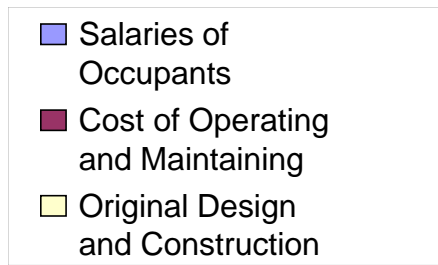 Salaries of
Occupants
Cost of Operating
and Maintaining
Original Design
and Construction